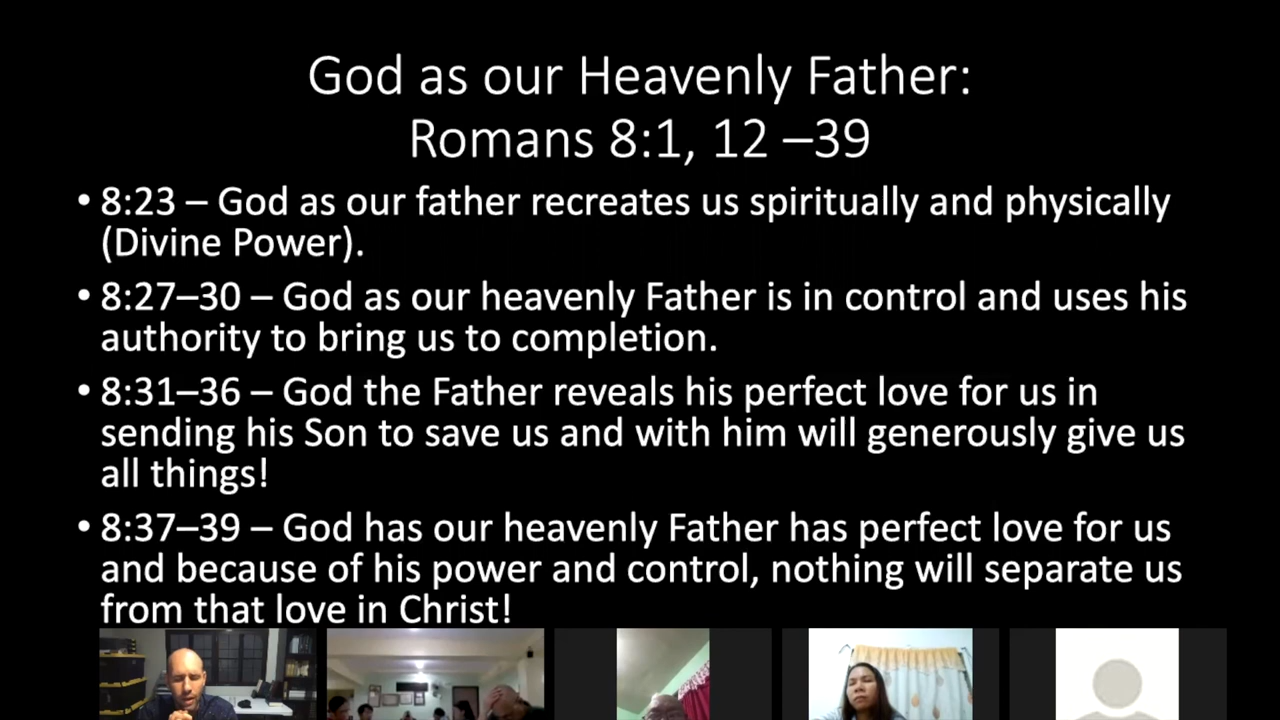 God as our Heavenly Father:
Romans 8:1, 12 –39
• 8:23 – God as our father recreates us spiritually and physically
(Divine Power).
• 8:27–30 – God as our heavenly Father is in control and uses his
authority to bring us to completion.
• 8:31–36 – God the Father reveals his perfect love for us in
sending his Son to save us and with him will generously give us
all things!
• 8:37–39 – God has our heavenly Father has perfect love for us
and because of his power and control, nothing will separate us
from that love in Christ!